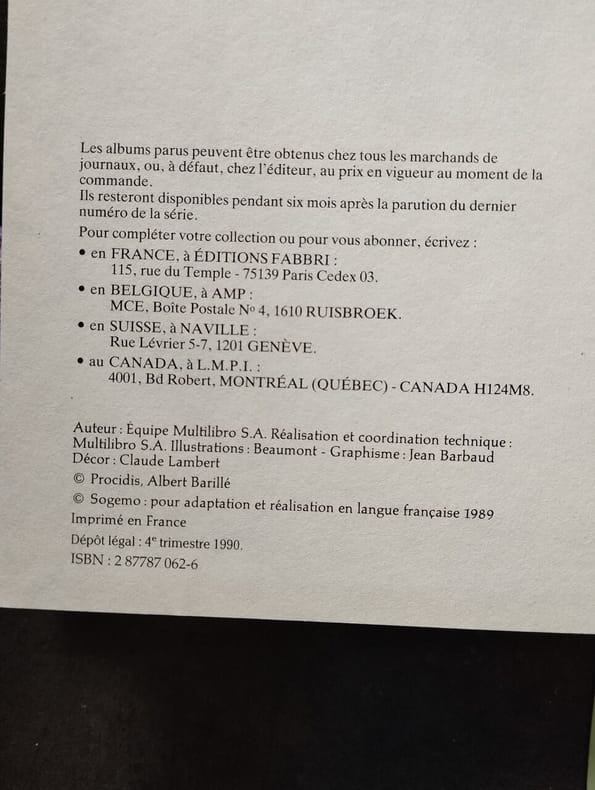 Les albums parus peuvent être obtenus chez tous les marchands de
journaux, ou, à défaut, chez l'éditeur, au prix en vigueur au moment de la
commande.
Ils resteront disponibles pendant six mois après la parution du dernier
numéro de la série.
Pour compléter votre collection ou pour vous abonner, écrivez :
• en FRANCE, à ÉDITIONS FABBRI :
115, rue du Temple - 75139 Paris Cedex 03.
• en BELGIQUE, à AMP :
MCE, Boîte Postale Nº 4, 1610 RUISBROEK.
• en SUISSE, à NAVILLE :
Rue Lévrier 5-7, 1201 GENÈVE.
• au CANADA, à L.M.P.I. :
4001, Bd Robert, MONTRÉAL (QUÉBEC) - CANADA H124M8.
Auteur : Équipe Multilibro S.A. Réalisation et coordination technique :
Multilibro S.A. Illustrations : Beaumont - Graphisme : Jean Barbaud
Décor : Claude Lambert
© Procidis, Albert Barillé
© Sogemo : pour adaptation et réalisation en langue française 1989
Imprimé en France
Dépôt légal : 4e trimestre 1990.
ISBN : 2 87787 062-6